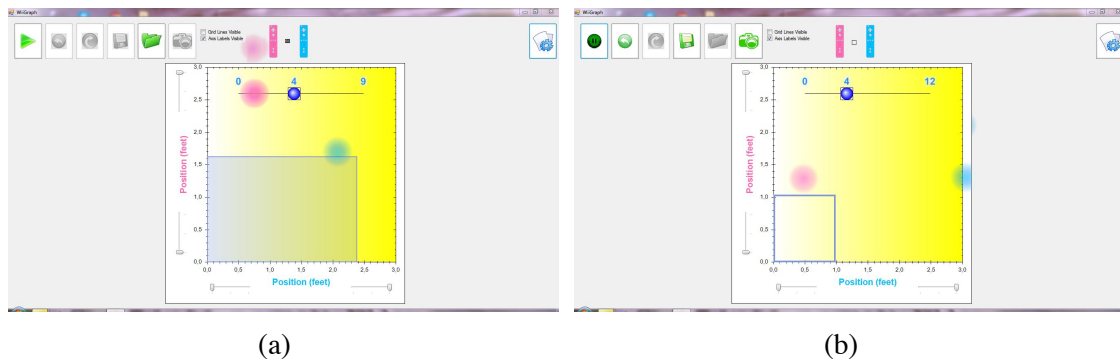 WiiGraph
Grid Lines Visible
Axis Labels Visible
=
0 4 9
3,0
2,5
2,0
1,5
1,0
0,5
0,0
Position (feet)
0,0 0,5 1,0 1,5 2,0 2,5 3,0
Position (feet)
(a)
WiiGraph
Grid Lines Visible
Axis Labels Visible
0 4 12
3,0
2,5
2,0
1,5
1,0
0,5
0,0
Position (feet)
0,0 0,5 1,0 1,5 2,0 2,5 3,0
Position (feet)
(b)